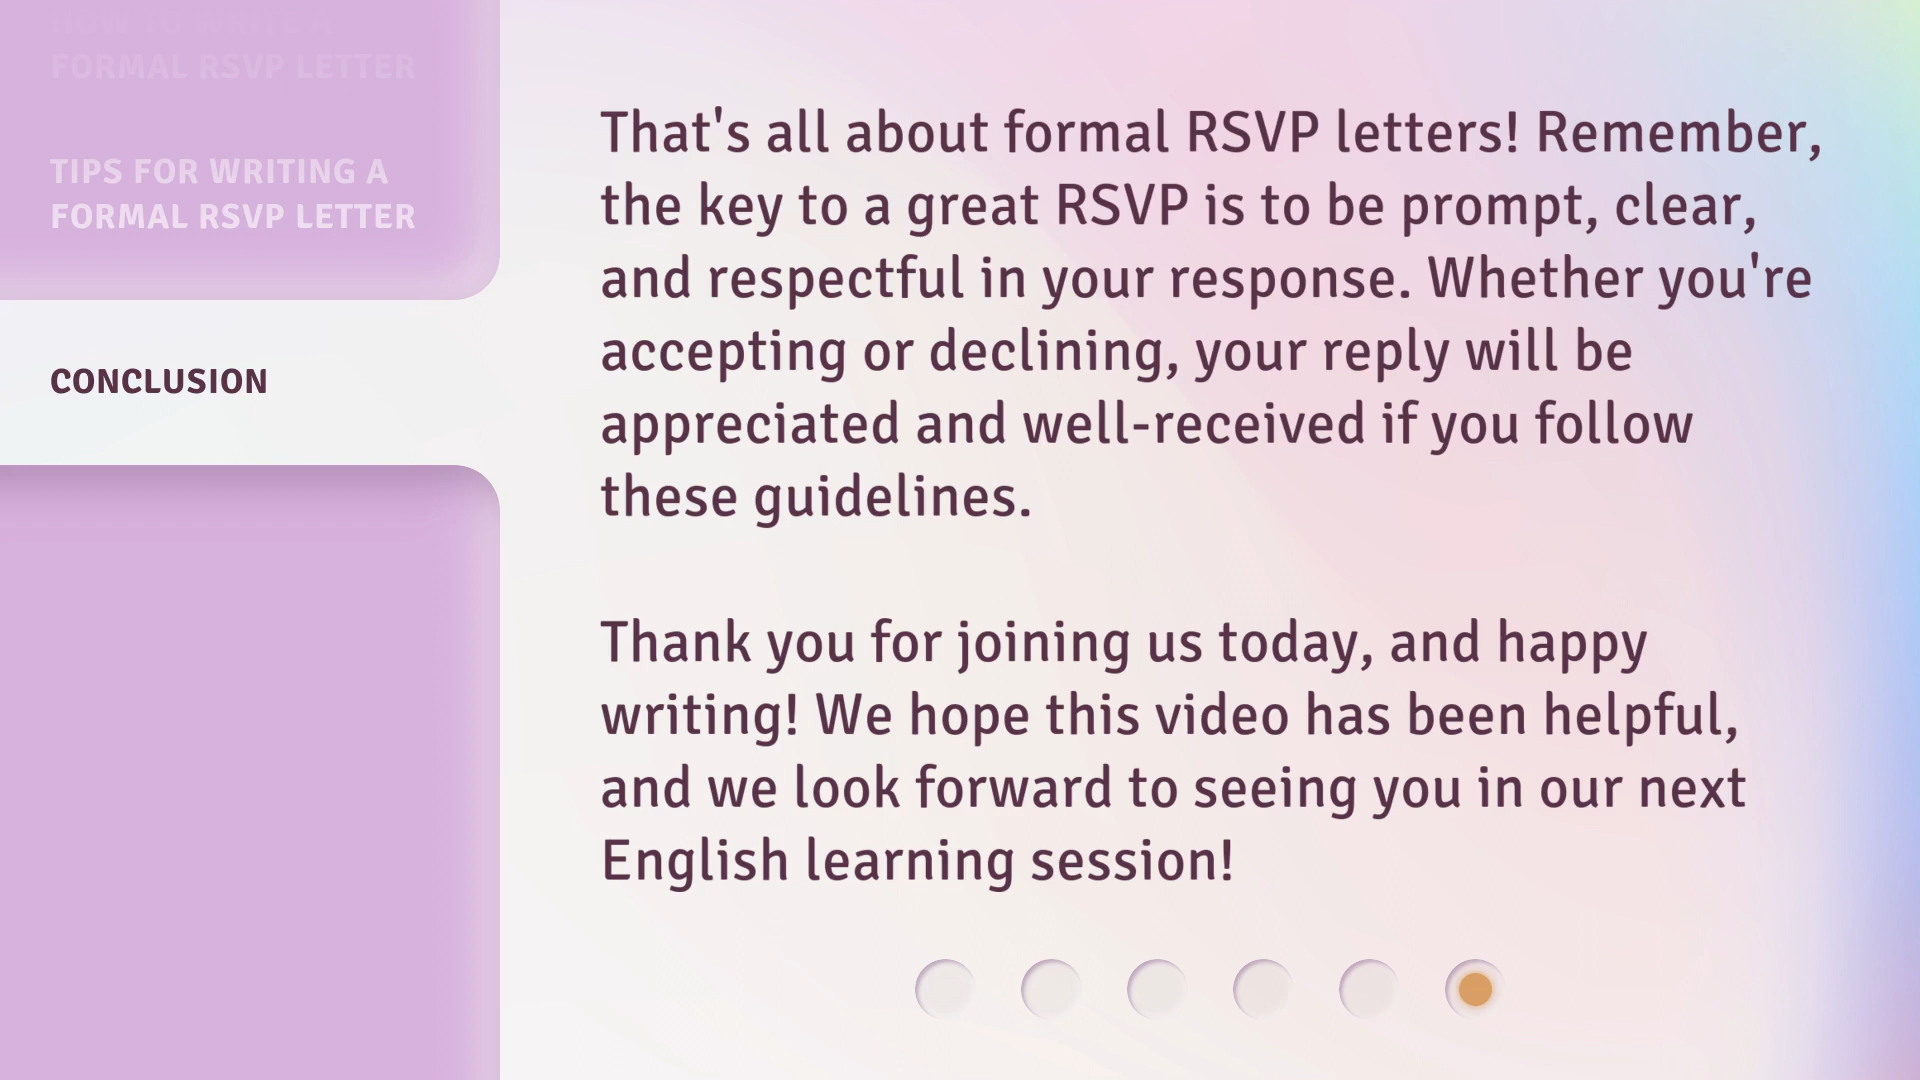 HOW TO WRITE A
FORMAL RSVP LETTER
TIPS FOR WRITING A
FORMAL RSVP LETTER
CONCLUSION
That's all about formal RSVP letters! Remember,
the key to a great RSVP is to be prompt, clear,
and respectful in your response. Whether you're
accepting or declining, your reply will be
appreciated and well-received if you follow
these guidelines.
Thank you for joining us today, and happy
writing! We hope this video has been helpful,
and we look forward to seeing you in our next
English learning session!